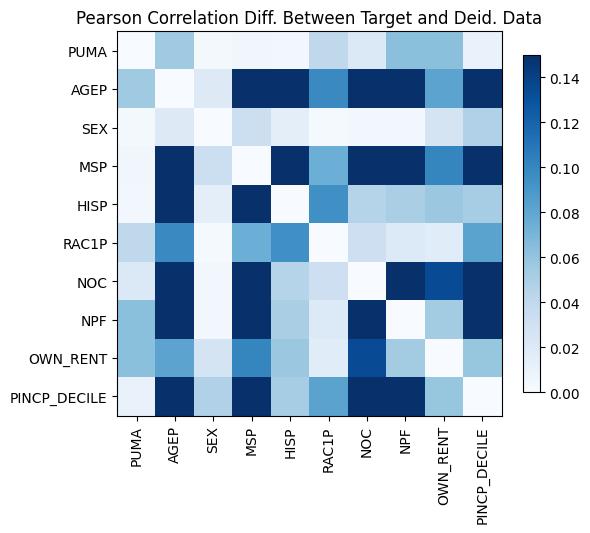 Pearson Correlation Diff. Between Target and Deid. Data
PUMA
AGEP
SEX
MSP
HISP
RAC1P
NOC
NPF
OWN_RENT
PINCP_DECILE
PUMA
AGEP
SEX
MSP
HISP
RAC1P
NOC
NPF
OWN_RENT
PINCP_DECILE
0.14
0.12
0.10
0.08
0.06
0.04
0.02
0.00